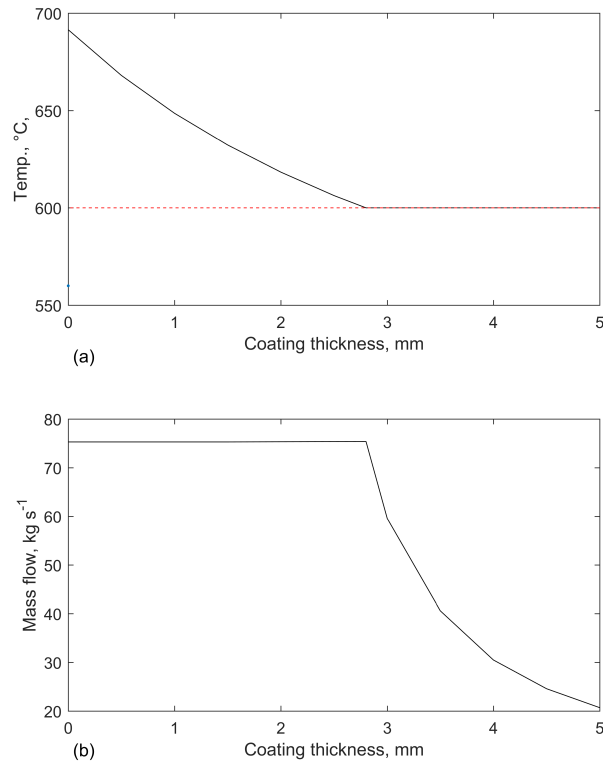 700
650
600
550
Temp., °C,
0 1 2 3 4 5
Coating thickness, mm
(a)
80
70
60
50
40
30
20
Mass flow, kg s-1
0 1 2 3 4 5
Coating thickness, mm
(b)